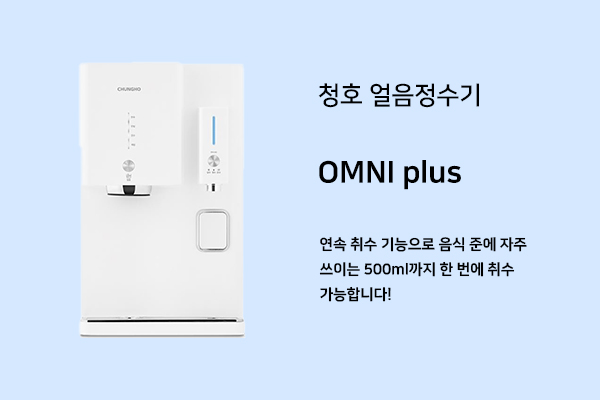 CHUNGHO
청호 얼음정수기
OMNI plus
연속 취수 기능으로 음식 준에 자주
쓰이는 500ml까지 한 번에 취수
가능합니다!